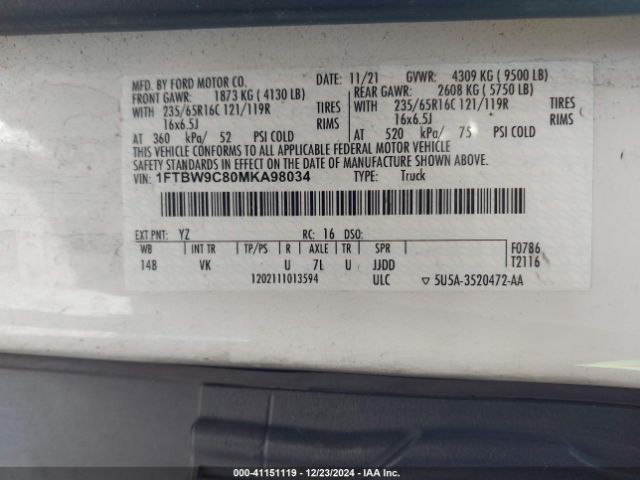 MFD. BY FORD MOTOR CO. DATE: 11/21 GVWR: 4309 KG (9500 LB)
FRONT GAWR: 1873 KG (4130 LB) REAR GAWR: 2608 KG (5750 LB)
WITH 235/65R16C 121/119R TIRES WITH 235/65R16C 121/119R TIRES
16x6.5J RIMS 16x6.5J RIMS
AT 360 kPa/ 52 PSI COLD AT 520 kPa/ 75 PSI COLD
THIS VEHICLE CONFORMS TO ALL APPLICABLE FEDERAL MOTOR VEHICLE
SAFETY STANDARDS IN EFFECT ON THE DATE OF MANUFACTURE SHOWN ABOVE.
VIN: 1FTBW9C80MKA98034 TYPE: Truck
EXT PNT: YZ RC: 16 DSO: F0786
WB INT TR TP/PS R AXLE TR SPR T2116
148 VK U 7L U JJDD
1202111013594 ULC ▽ 5U5A-3520472-AA
000-41151119 - 12/23/2024 - IAA Inc.